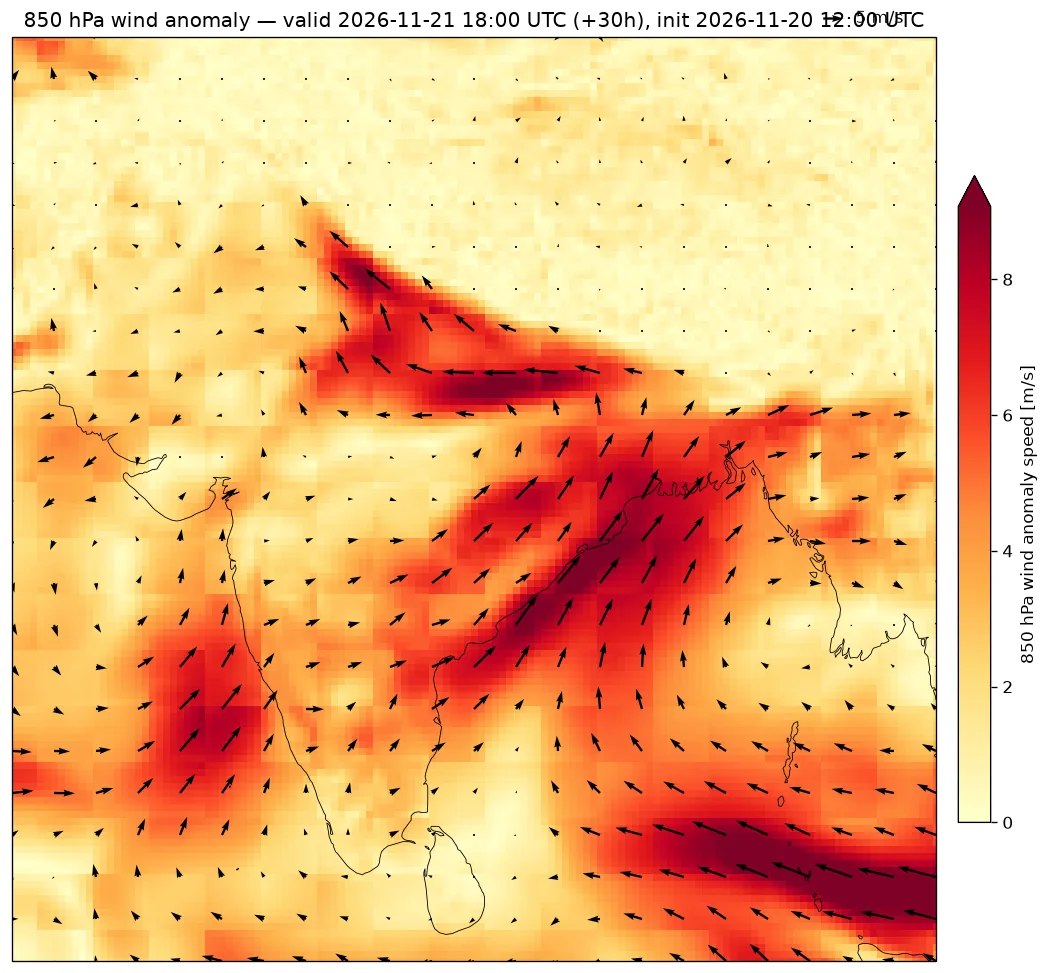 850 hPa wind anomaly — valid 2026-11-21 18:00 UTC (+30h), init 2026-11-20 12:00 UTC
5 m/s
8
6
4
2
0
850 hPa wind anomaly speed [m/s]